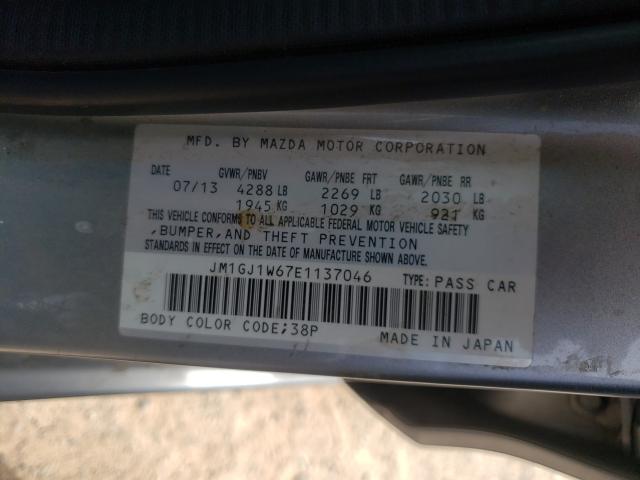 MFD. BY MAZDA MOTOR CORPORATION
DATE GVWR/PNBV GAWR/PNBE FRT GAWR/PNBE RR
07/13 4288 LB 2269 LB 2030 LB
1945 KG 1029 KG 921 KG
THIS VEHICLE CONFORMS TO ALL APPLICABLE FEDERAL MOTOR VEHICLE SAFETY
,BUMPER,AND THEFT PREVENTION
STANDARDS IN EFFECT ON THE DATE OF MANUFACTURE SHOWN ABOVE.
JM1GJ1W67E1137046 TYPE: PASS CAR
BODY COLOR CODE;38P MADE IN JAPAN